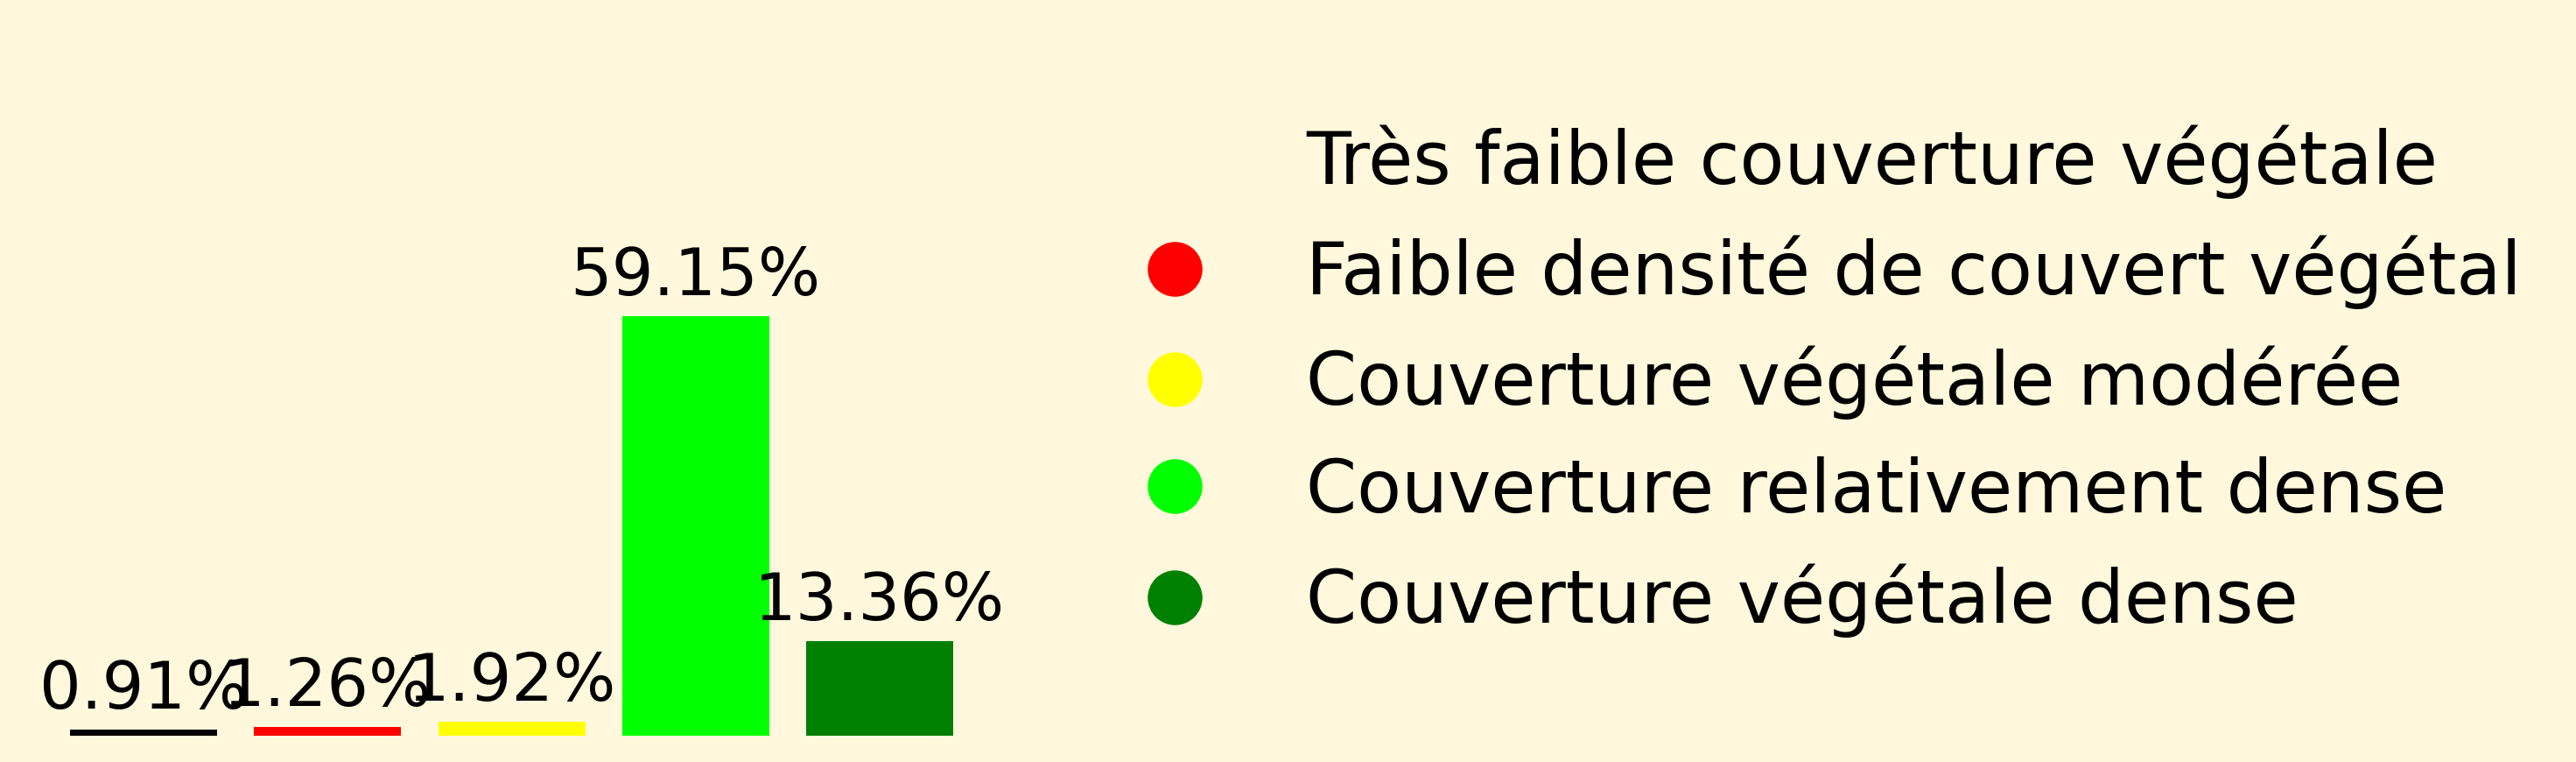 Très faible couverture végétale
Faible densité de couvert végétal
59.15%
Couverture végétale modérée
Couverture relativement dense
13.36%
Couverture végétale dense
0.91%
1.26%
1.92%